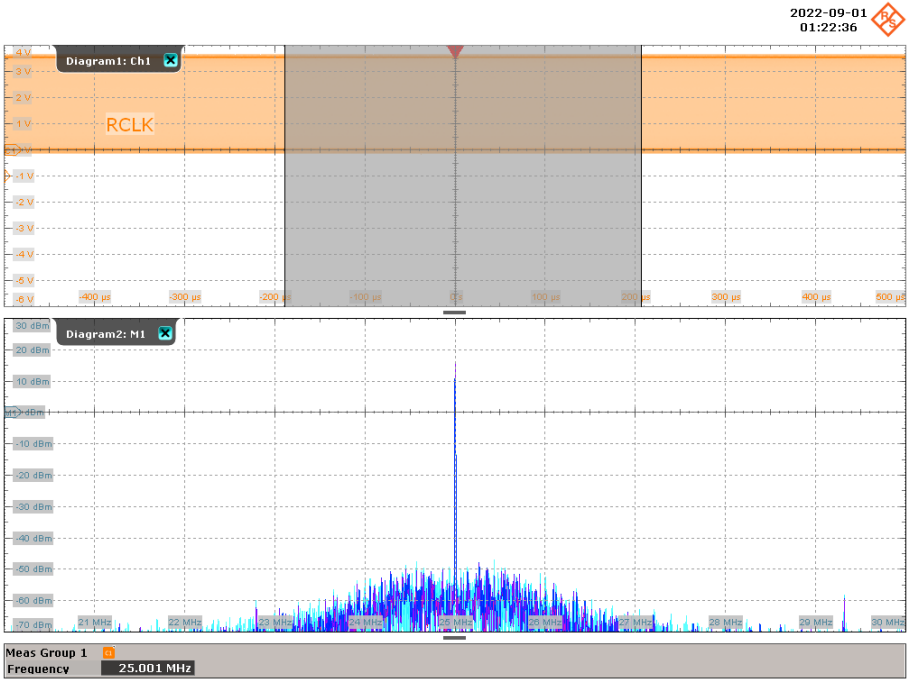 2022-09-01
01:22:36
R S
4 V
Diagram1: Ch1
3 V
2 V
1 V
RCLK
-1 V
-2 V
-3 V
-4 V
-5 V
-6 V
-400 µs -300 µs -200 µs -100 µs 0 s 100 µs 200 µs 300 µs 400 µs 500 µs
30 dBm
Diagram2: M1
20 dBm
10 dBm
M1 dBm
-10 dBm
-20 dBm
-30 dBm
-40 dBm
-50 dBm
-60 dBm
-70 dBm 21 MHz 22 MHz 23 MHz 24 MHz 25 MHz 26 MHz 27 MHz 28 MHz 29 MHz 30 MHz
Meas Group 1 C1
Frequency 25.001 MHz